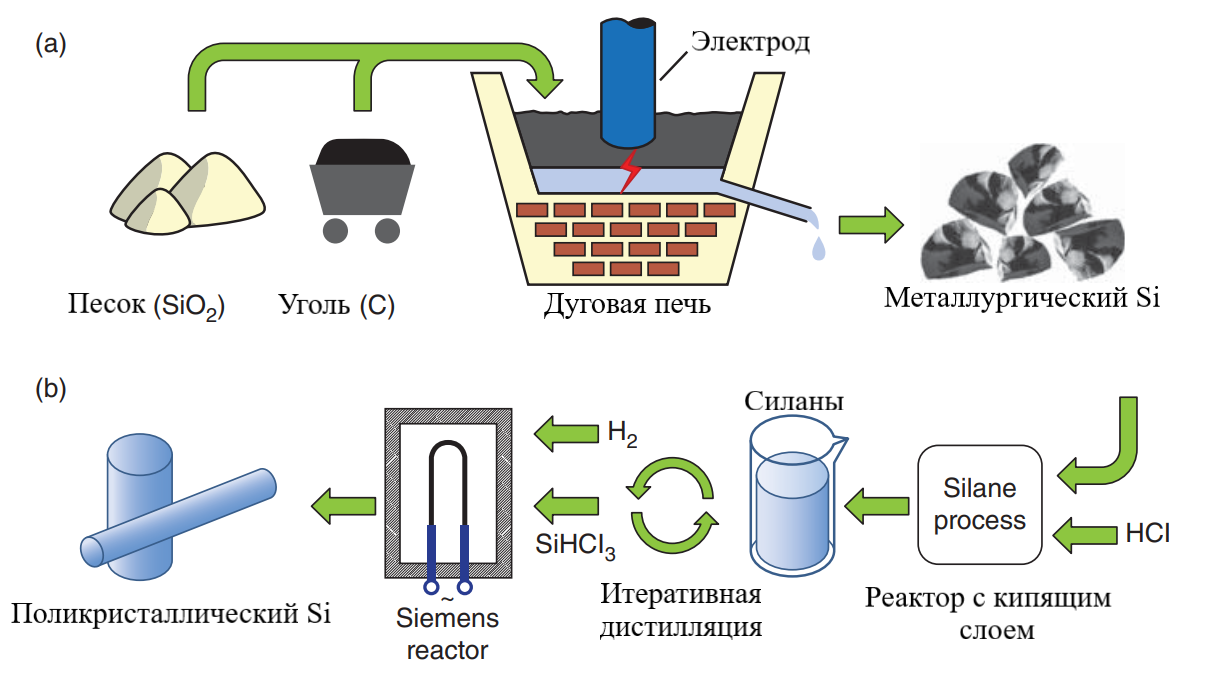 (a)
Электрод
Песок (SiO₂)
Уголь (C)
Дуговая печь
Металлургический Si
(b)
Силаны
H₂
Silane
process
SiHCl₃
HCl
Итеративная
дистилляция
Реактор с кипящим
слоем
Поликристаллический Si
~
Siemens
reactor